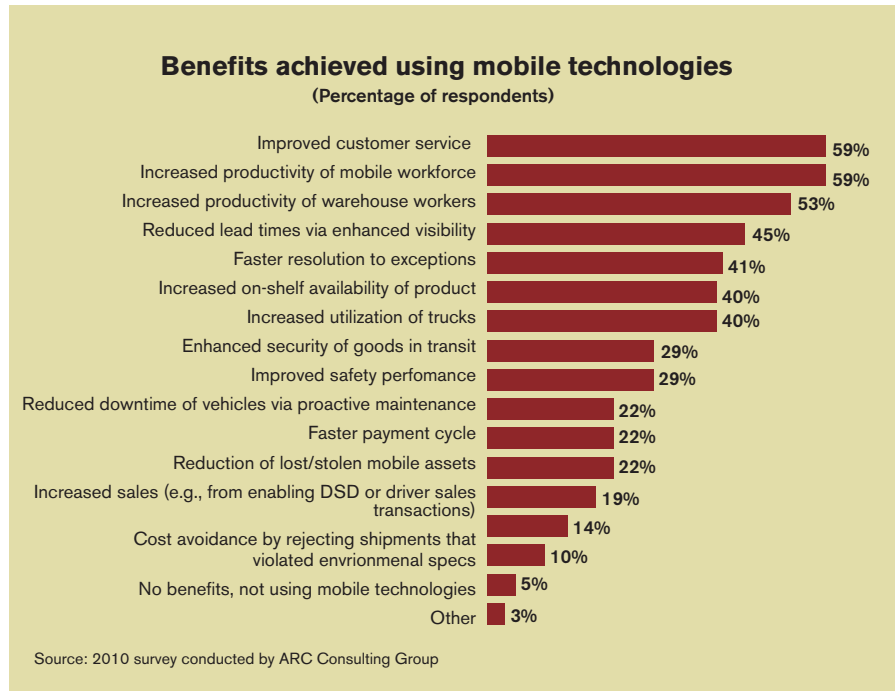 Benefits achieved using mobile technologies
(Percentage of respondents)
Improved customer service 59%
Increased productivity of mobile workforce 59%
Increased productivity of warehouse workers 53%
Reduced lead times via enhanced visibility 45%
Faster resolution to exceptions 41%
Increased on-shelf availability of product 40%
Increased utilization of trucks 40%
Enhanced security of goods in transit 29%
Improved safety perfomance 29%
Reduced downtime of vehicles via proactive maintenance 22%
Faster payment cycle 22%
Reduction of lost/stolen mobile assets 22%
Increased sales (e.g., from enabling DSD or driver sales 19%
transactions)
14%
Cost avoidance by rejecting shipments that
violated envrionmenal specs 10%
No benefits, not using mobile technologies 5%
Other 3%
Source: 2010 survey conducted by ARC Consulting Group